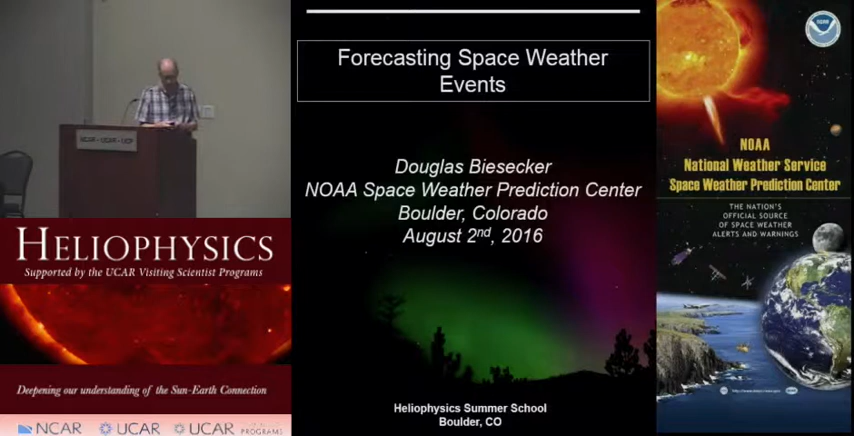 Forecasting Space Weather
Events
Douglas Biesecker
NOAA Space Weather Prediction Center
Boulder, Colorado
August 2nd, 2016
Heliophysics Summer School
Boulder, CO
HELIOPHYSICS
Supported by the UCAR Visiting Scientist Programs
Deepening our understanding of the Sun-Earth Connection
NCAR UCAR UCAR PROGRAMS
NOAA
National Weather Service
Space Weather Prediction Center
THE NATION'S
OFFICIAL SOURCE
OF SPACE WEATHER
ALERTS AND WARNINGS